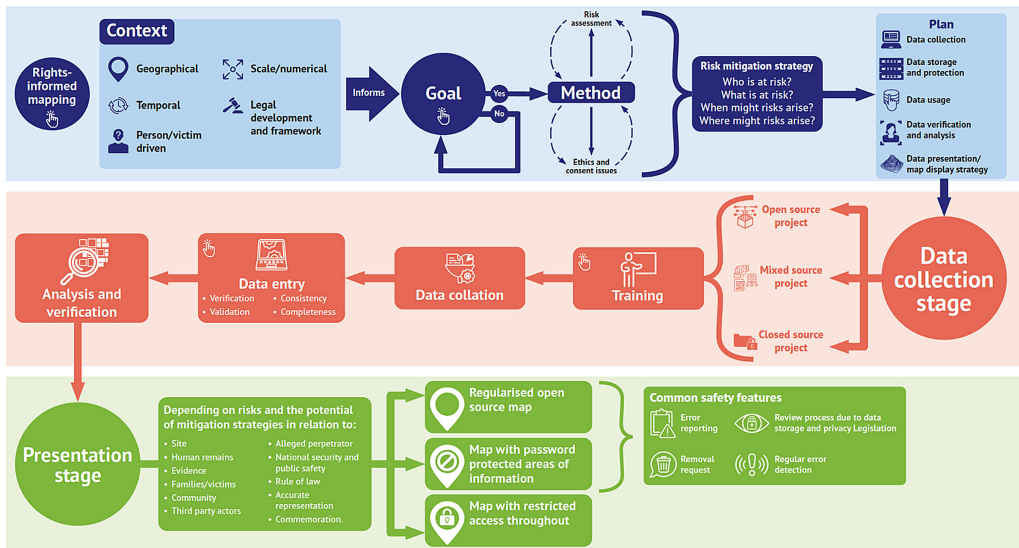 Rights-
informed
mapping
Context
Geographical
Temporal
Person/victim
driven
Scale/numerical
Legal
development
and framework
Informs
Goal
Yes
No
Risk
assessment
Method
Ethics and
consent issues
Risk mitigation strategy
Who is at risk?
What is at risk?
When might risks arise?
Where might risks arise?
Plan
Data collection
Data storage
and protection
Data usage
Data verification
and analysis
Data presentation/
map display strategy
Data
collection
stage
Open source
project
Mixed source
project
Closed source
project
Training
Data collation
Data entry
• Verification
• Validation
• Consistency
• Completeness
Analysis and
verification
Presentation
stage
Depending on risks and the potential
of mitigation strategies in relation to:
• Site
• Human remains
• Evidence
• Families/victims
• Community
• Third party actors
• Alleged perpetrator
• National security and
public safety
• Rule of law
• Accurate
representation
• Commemoration.
Regularised open
source map
Map with password
protected areas of
information
Map with restricted
access throughout
Common safety features
Error
reporting
Review process due to data
storage and privacy Legislation
Removal
request
Regular error
detection